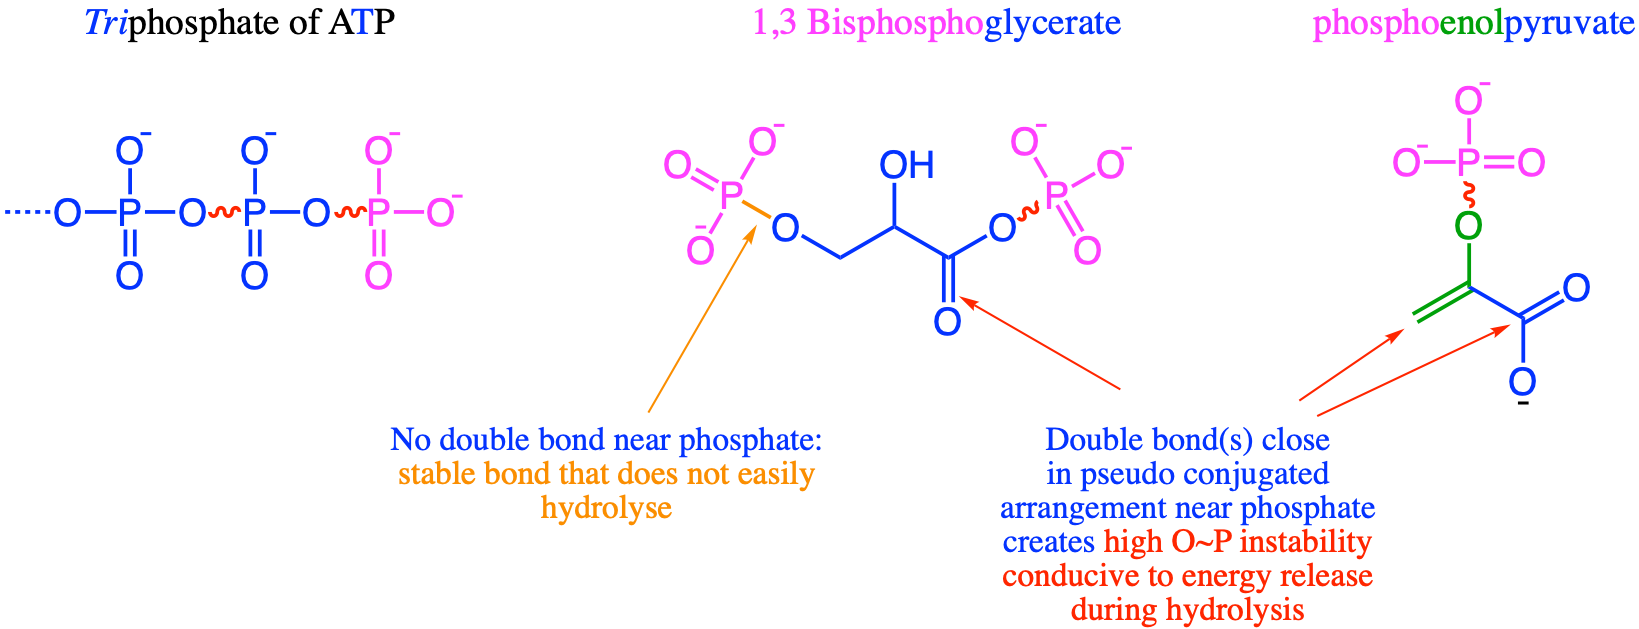 Triphosphate of ATP
1,3 Bisphosphoglycerate
phosphoenolpyruvate
O⁻ O⁻ O⁻
O P O P O P O⁻
O O O
O O⁻ OH O⁻ O⁻
P P
O⁻ O O O
O
O⁻
O⁻ P O
O
O
O⁻
No double bond near phosphate:
stable bond that does not easily
hydrolyse
Double bond(s) close
in pseudo conjugated
arrangement near phosphate
creates high O~P instability
conducive to energy release
during hydrolysis